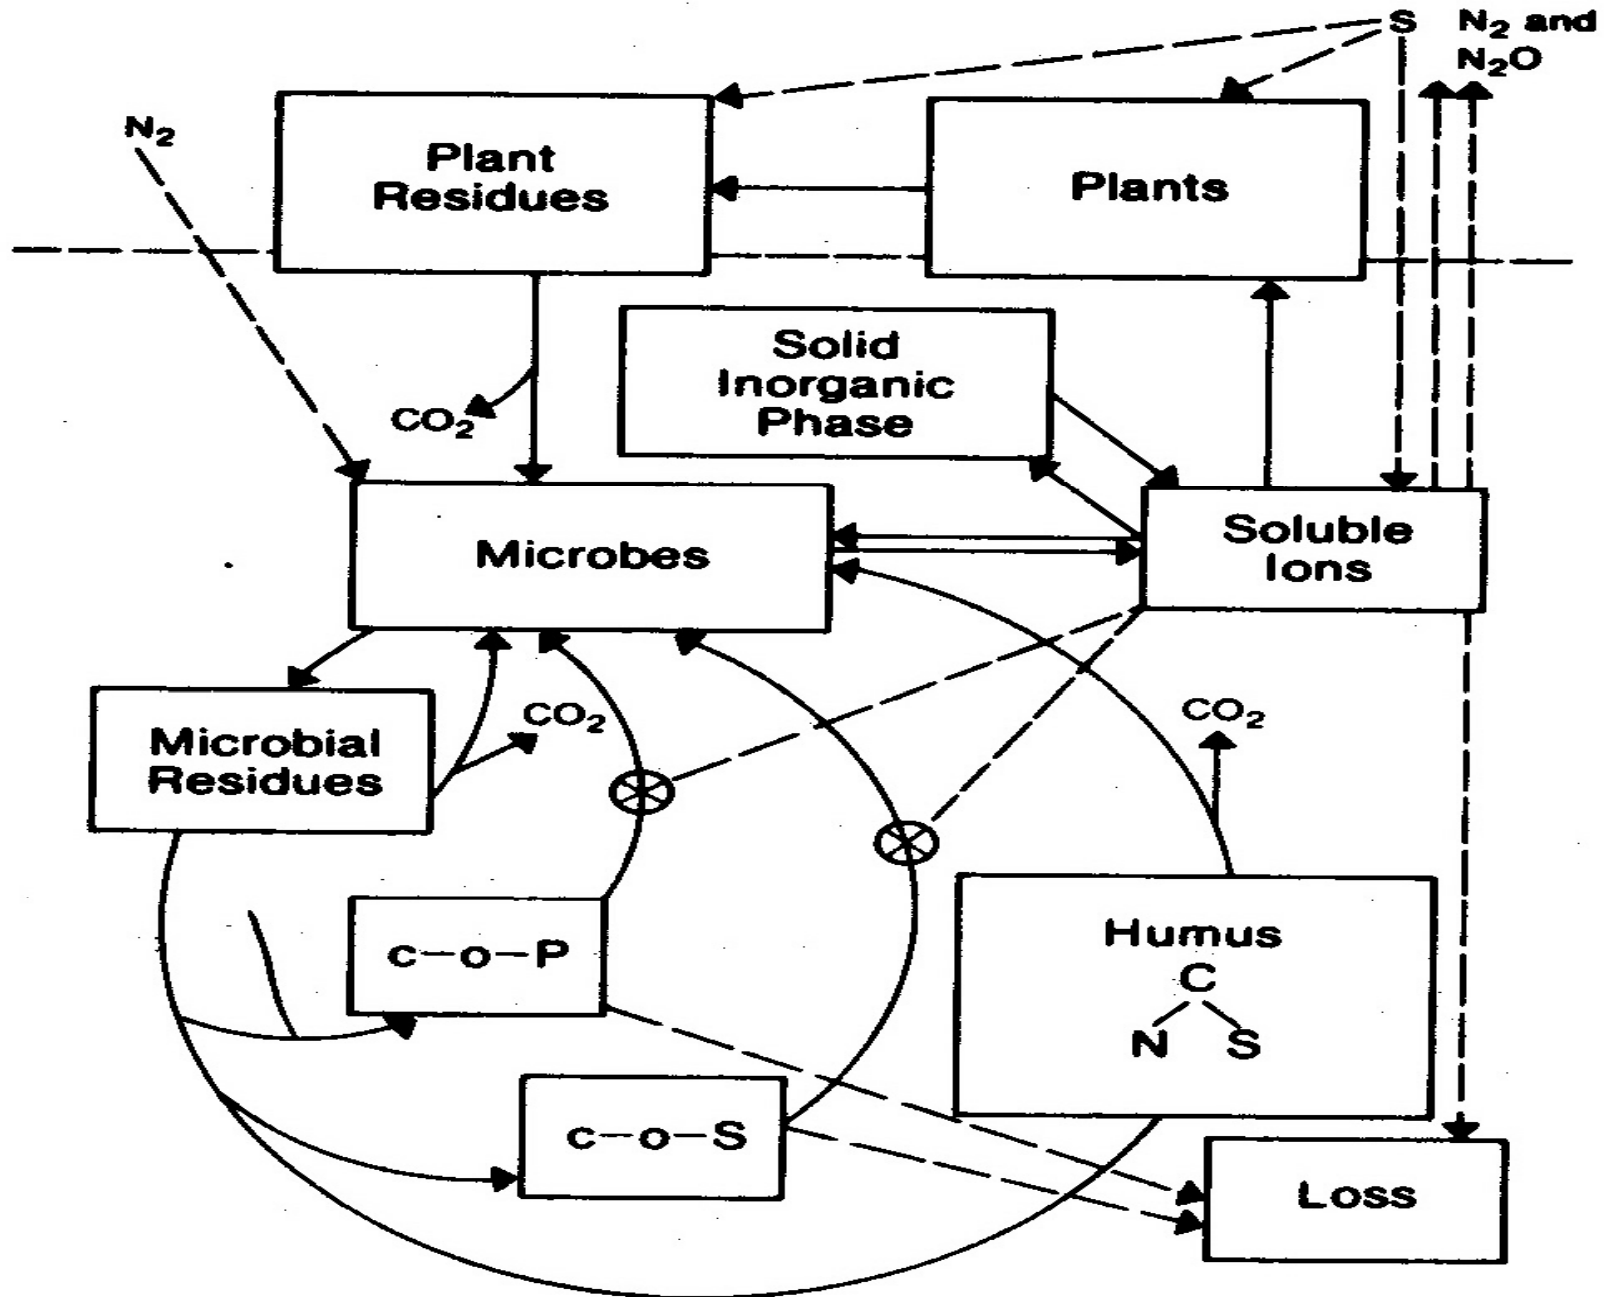 S N₂ and
N₂O
N₂
Plant
Residues
Plants
Solid
Inorganic
Phase
CO₂
Microbes
Soluble
Ions
CO₂
CO₂
Microbial
Residues
c-o-P
Humus
C
N S
c-o-S
Loss